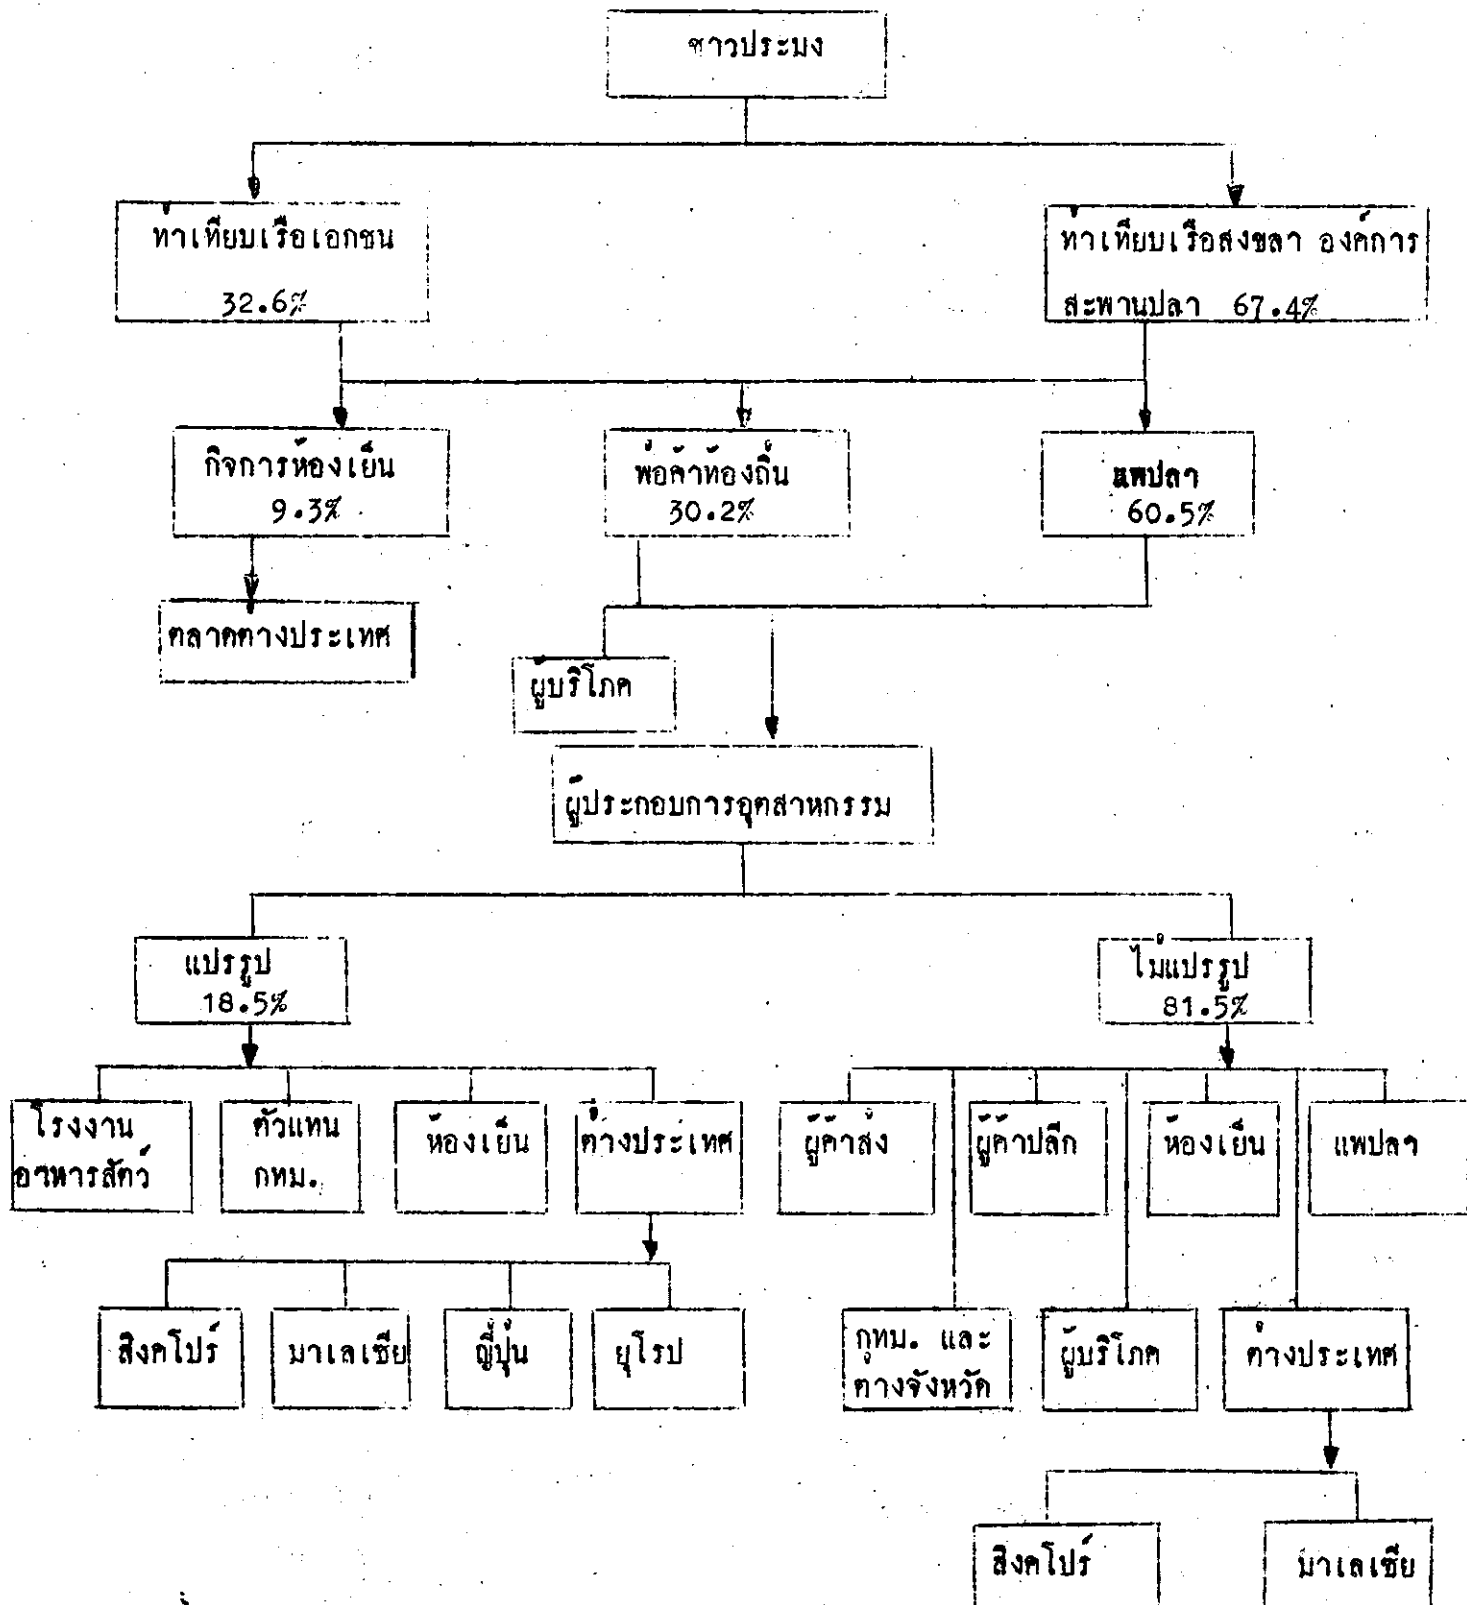 ชาวประมง
ท่าเทียบเรือเอกชน
32.6%
ท่าเทียบเรือสงขลา องค์การ
สะพานปลา 67.4%
กิจการห้องเย็น
9.3%
พ่อค้าท้องถิ่น
30.2%
แพปลา
60.5%
ตลาดต่างประเทศ
ผู้บริโภค
ผู้ประกอบการอุตสาหกรรม
แปรรูป
18.5%
ไม่แปรรูป
81.5%
โรงงาน
อาหารสัตว์
ตัวแทน
กทม.
ห้องเย็น
ต่างประเทศ
ผู้ค้าส่ง
ผู้ค้าปลีก
ห้องเย็น
แพปลา
สิงคโปร์
มาเลเซีย
ญี่ปุ่น
ยุโรป
กทม. และ
ต่างจังหวัด
ผู้บริโภค
ต่างประเทศ
สิงคโปร์
มาเลเซีย